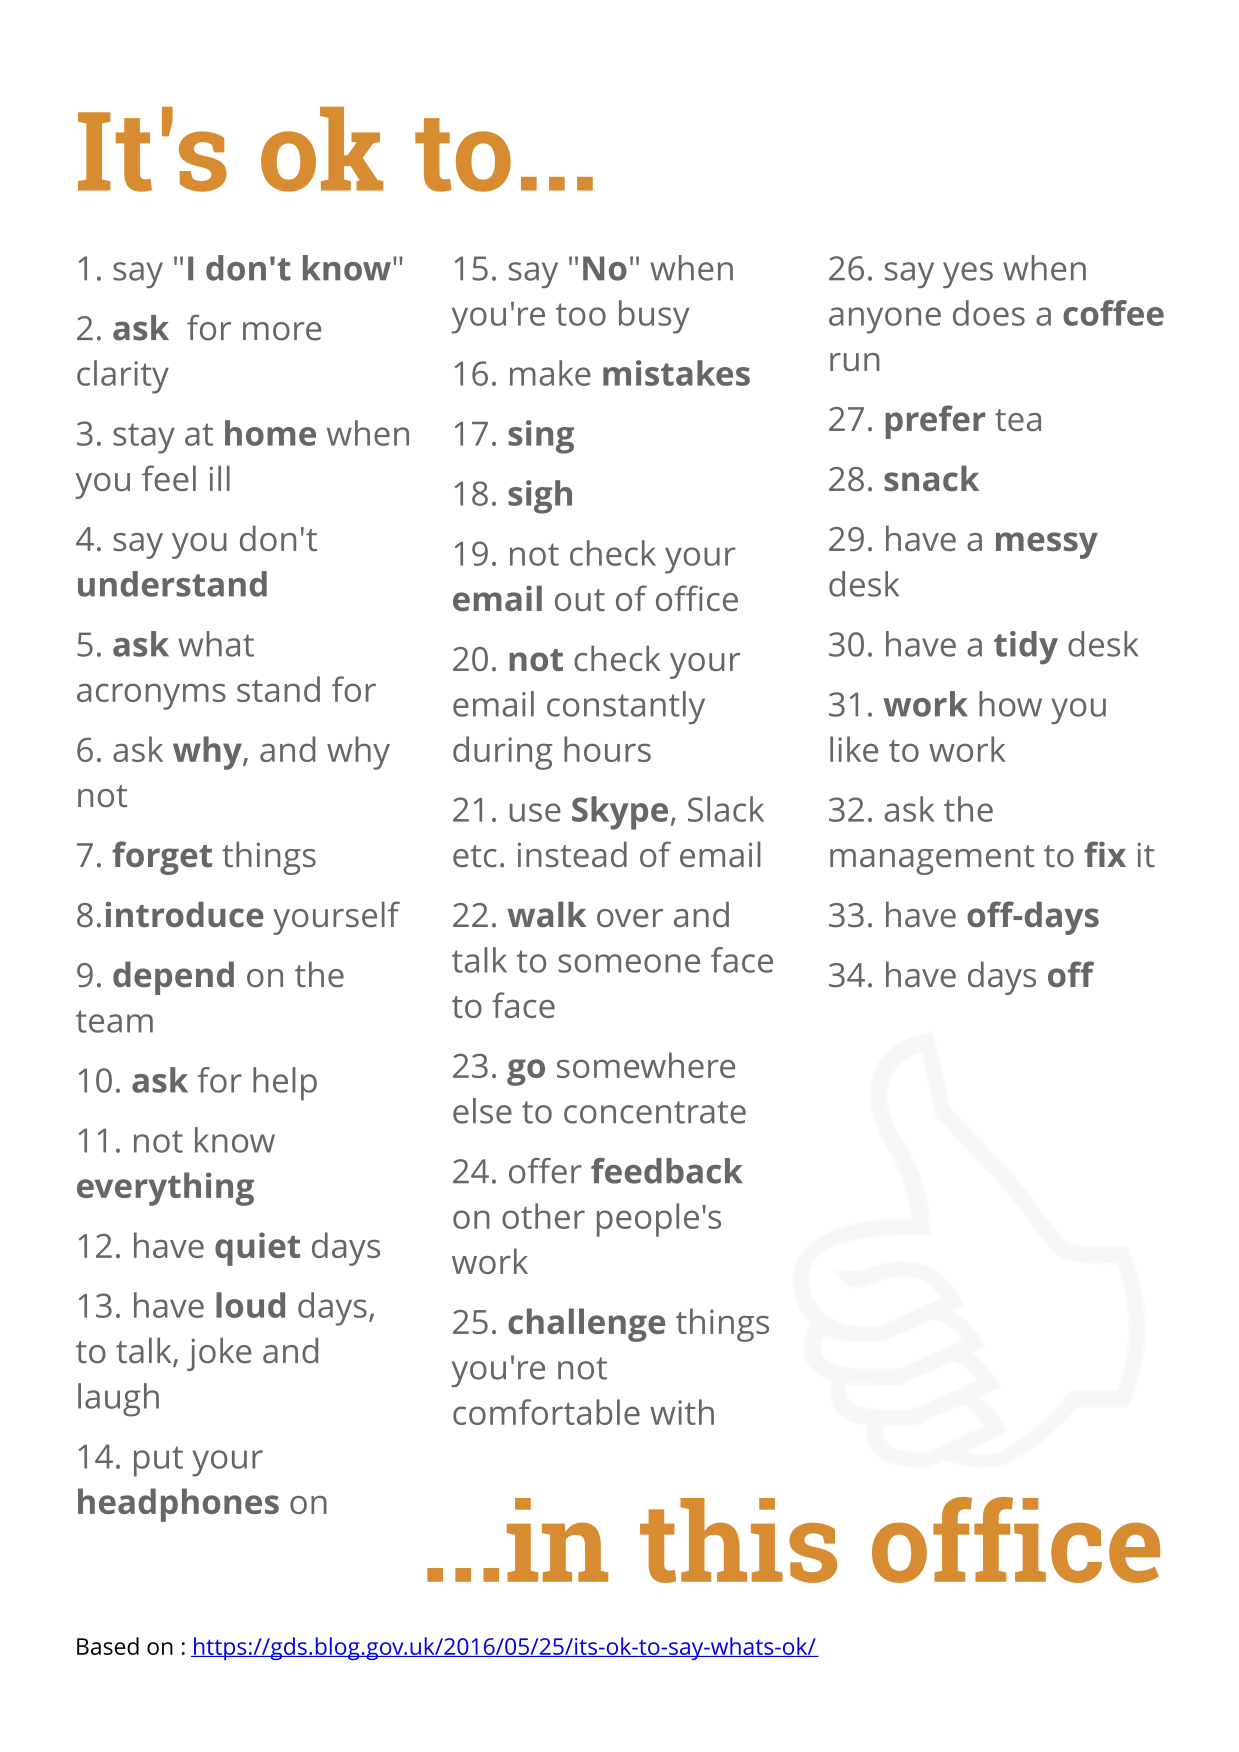 It's ok to...
1. say "I don't know"
2. ask  for more
clarity
3. stay at home when
you feel ill
4. say you don't
understand
5. ask what
acronyms stand for
6. ask why, and why
not
7. forget things
8.introduce yourself
9. depend on the
team
10. ask for help
11. not know
everything
12. have quiet days
13. have loud days,
to talk, joke and
laugh
14. put your
headphones on
15. say "No" when
you're too busy
16. make mistakes
17. sing
18. sigh
19. not check your
email out of office
20. not check your
email constantly
during hours
21. use Skype, Slack
etc. instead of email
22. walk over and
talk to someone face
to face
23. go somewhere
else to concentrate
24. offer feedback
on other people's
work
25. challenge things
you're not
comfortable with
26. say yes when
anyone does a coffee
run
27. prefer tea
28. snack
29. have a messy
desk
30. have a tidy desk
31. work how you
like to work
32. ask the
management to fix it
33. have off-days
34. have days off
...in this office
Based on : https://gds.blog.gov.uk/2016/05/25/its-ok-to-say-whats-ok/